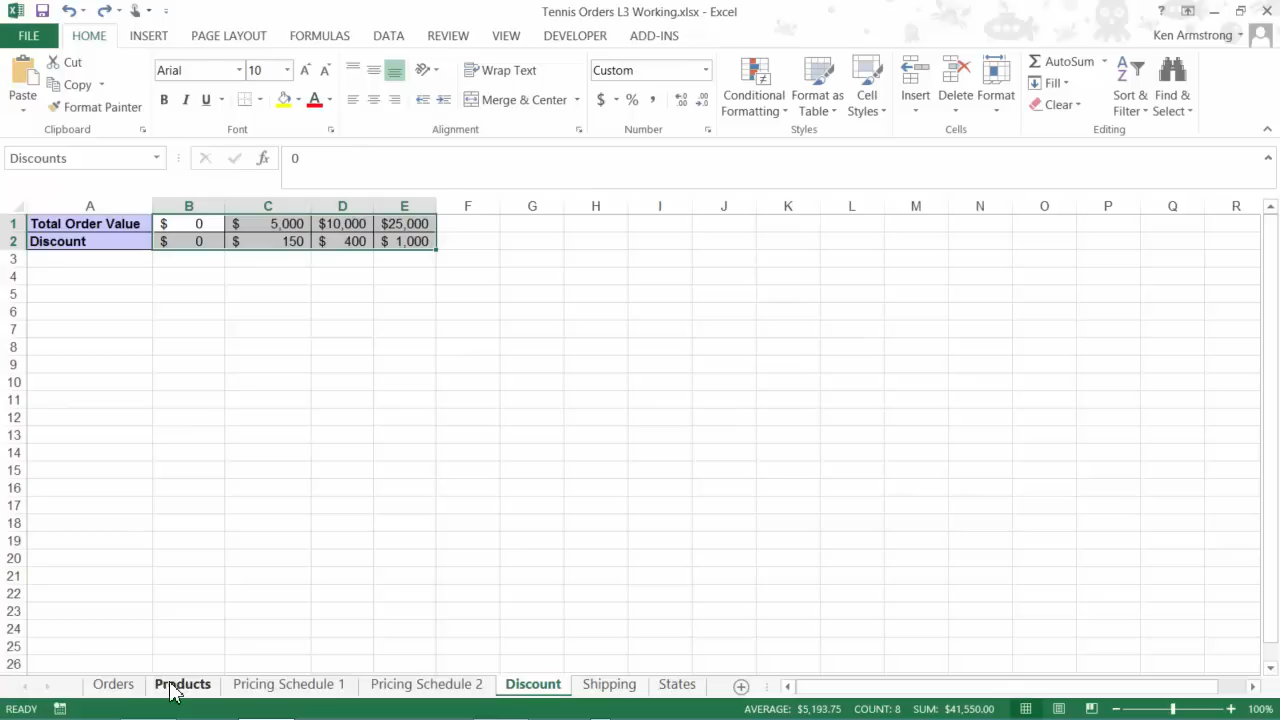 Tennis Orders L3 Working.xlsx - Excel
FILE HOME INSERT PAGE LAYOUT FORMULAS DATA REVIEW VIEW DEVELOPER ADD-INS Ken Armstrong
Paste
Cut
Copy
Format Painter
Clipboard
Arial 10
B I U
Font
Wrap Text
Merge & Center
Alignment
Custom
$ % ,
Number
Conditional Formatting
Format as Table
Cell Styles
Styles
Insert Delete Format
Cells
AutoSum
Fill
Clear
Sort & Filter
Find & Select
Editing
Discounts fx 0
A B C D E F G H I J K L M N O P Q R
1 Total Order Value $ 0 $ 5,000 $10,000 $25,000
2 Discount $ 0 $ 150 $ 400 $ 1,000
3
4
5
6
7
8
9
10
11
12
13
14
15
16
17
18
19
20
21
22
23
24
25
26
Orders Products Pricing Schedule 1 Pricing Schedule 2 Discount Shipping States
READY AVERAGE: $5,193.75 COUNT: 8 SUM: $41,550.00 100%